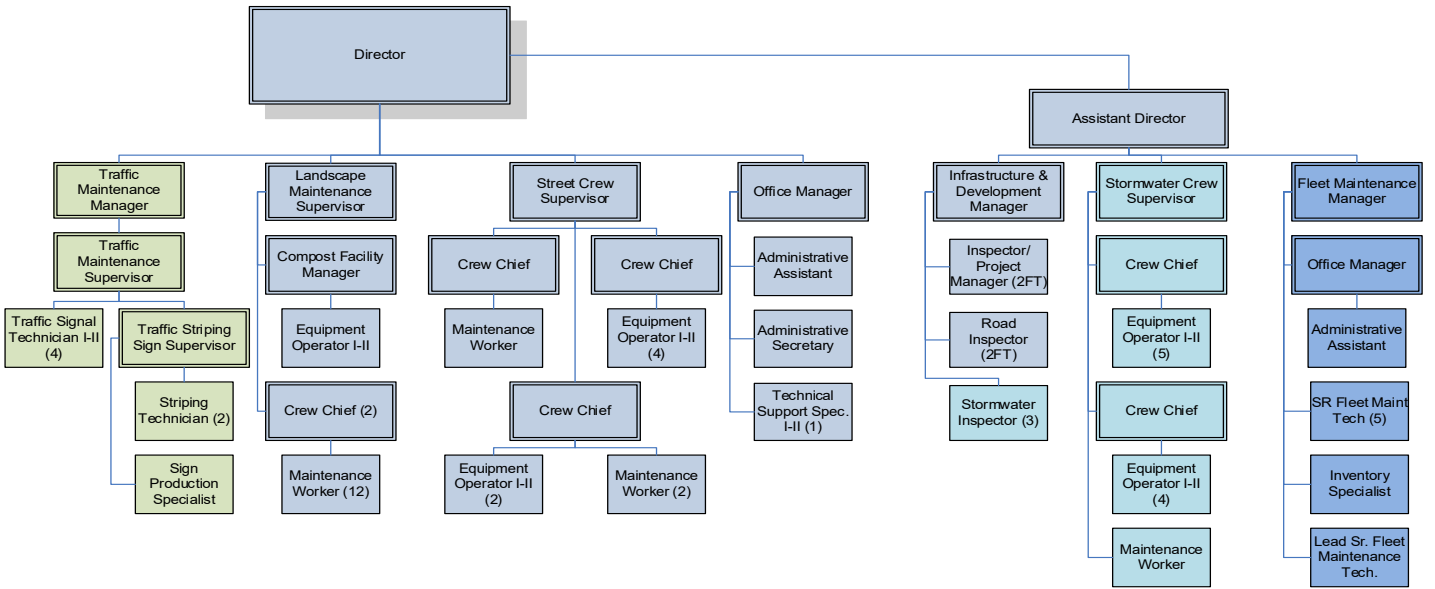 Director
Assistant Director
Traffic
Maintenance
Manager
Landscape
Maintenance
Supervisor
Street Crew
Supervisor
Office Manager
Infrastructure &
Development
Manager
Stormwater Crew
Supervisor
Fleet Maintenance
Manager
Traffic
Maintenance
Supervisor
Compost Facility
Manager
Crew Chief
Crew Chief
Administrative
Assistant
Inspector/
Project
Manager (2FT)
Crew Chief
Office Manager
Traffic Signal
Technician I-II
(4)
Traffic Striping
Sign Supervisor
Equipment
Operator I-II
Maintenance
Worker
Equipment
Operator I-II
(4)
Administrative
Secretary
Road
Inspector
(2FT)
Equipment
Operator I-II
(5)
Administrative
Assistant
Striping
Technician (2)
Crew Chief (2)
Crew Chief
Technical
Support Spec.
I-II (1)
Stormwater
Inspector (3)
Crew Chief
SR Fleet Maint
Tech (5)
Sign
Production
Specialist
Maintenance
Worker (12)
Equipment
Operator I-II
(2)
Maintenance
Worker (2)
Equipment
Operator I-II
(4)
Inventory
Specialist
Maintenance
Worker
Lead Sr. Fleet
Maintenance
Tech.